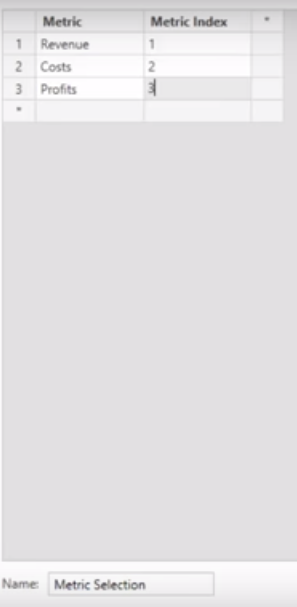 Metric Metric Index *
1 Revenue 1
2 Costs 2
3 Profits 3
*
Name: Metric Selection